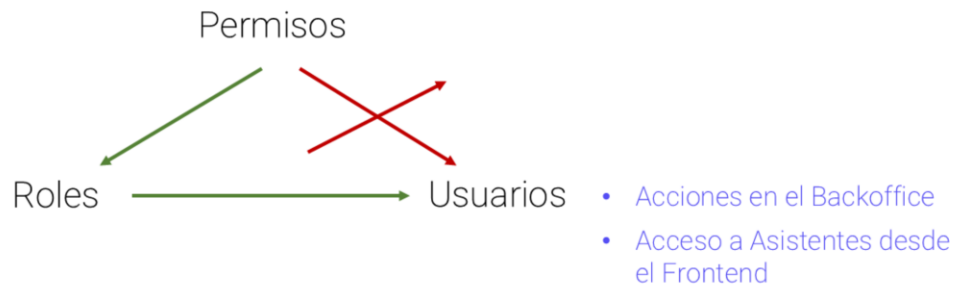 Permisos
Roles
Usuarios
• Acciones en el Backoffice
• Acceso a Asistentes desde
el Frontend